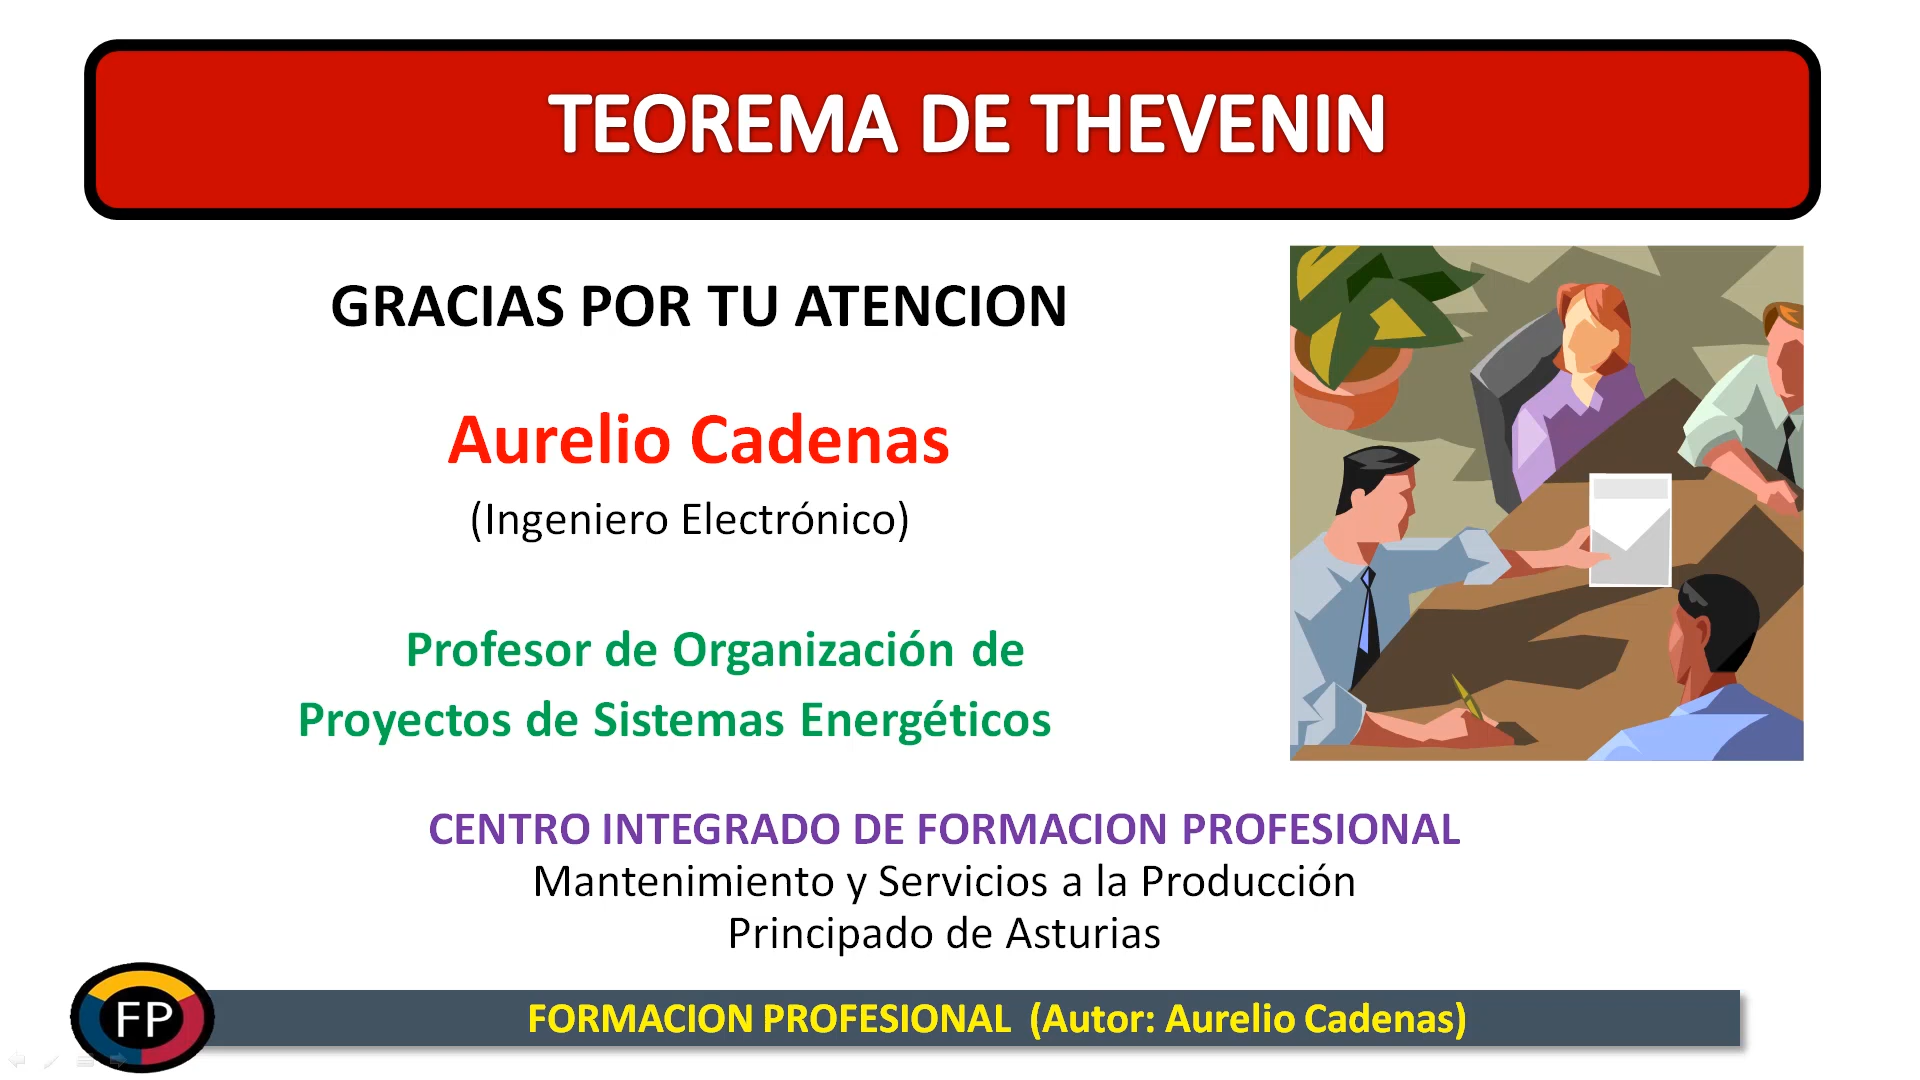 TEOREMA DE THEVENIN
GRACIAS POR TU ATENCION
Aurelio Cadenas
(Ingeniero Electrónico)
Profesor de Organización de
Proyectos de Sistemas Energéticos
CENTRO INTEGRADO DE FORMACION PROFESIONAL
Mantenimiento y Servicios a la Producción
Principado de Asturias
FP
FORMACION PROFESIONAL (Autor: Aurelio Cadenas)